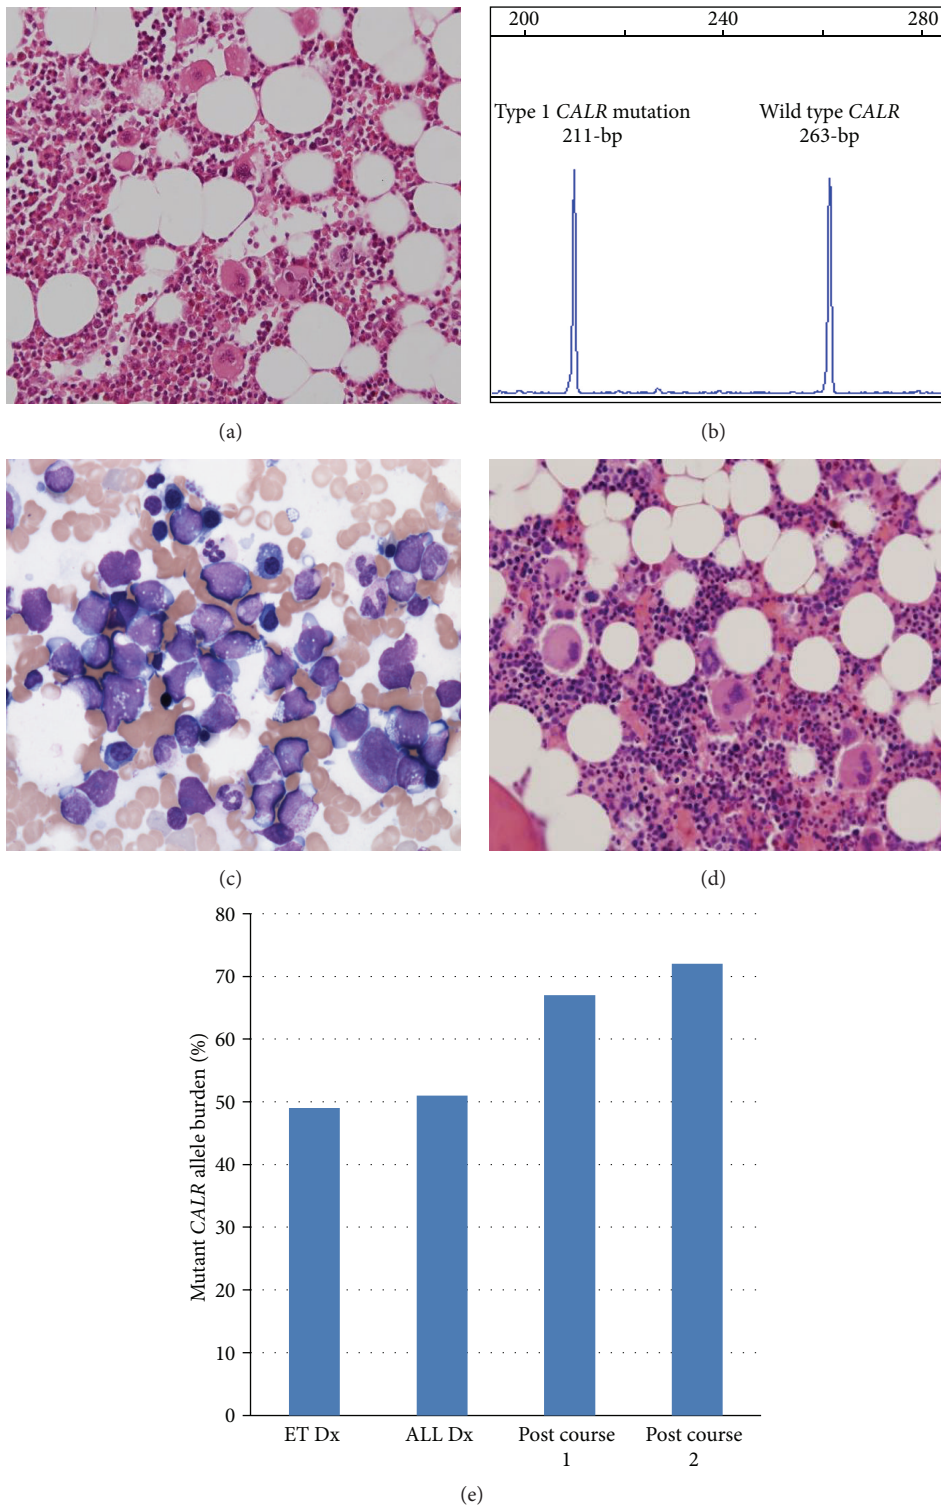 200 240 280
Type 1 CALR mutation
211-bp
Wild type CALR
263-bp
(a)
(b)
(c)
(d)
Mutant CALR allele burden (%)
80
70
60
50
40
30
20
10
0
ET Dx
ALL Dx
Post course
1
Post course
2
(e)